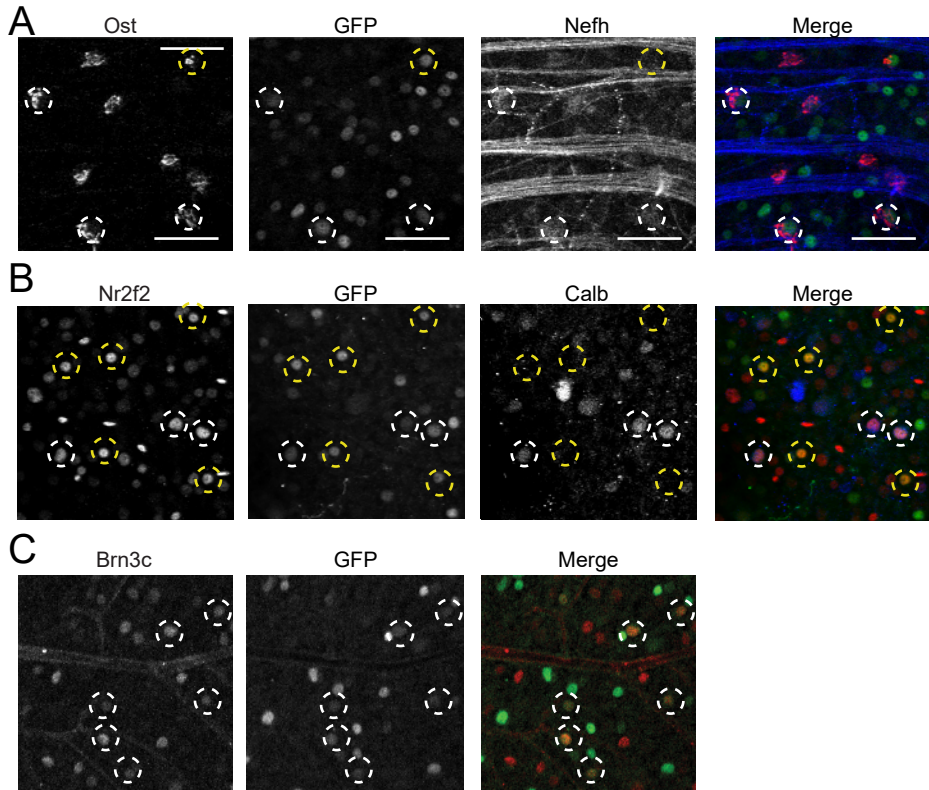 A
Ost GFP Nefh Merge
B
Nr2f2 GFP Calb Merge
C
Brn3c GFP Merge